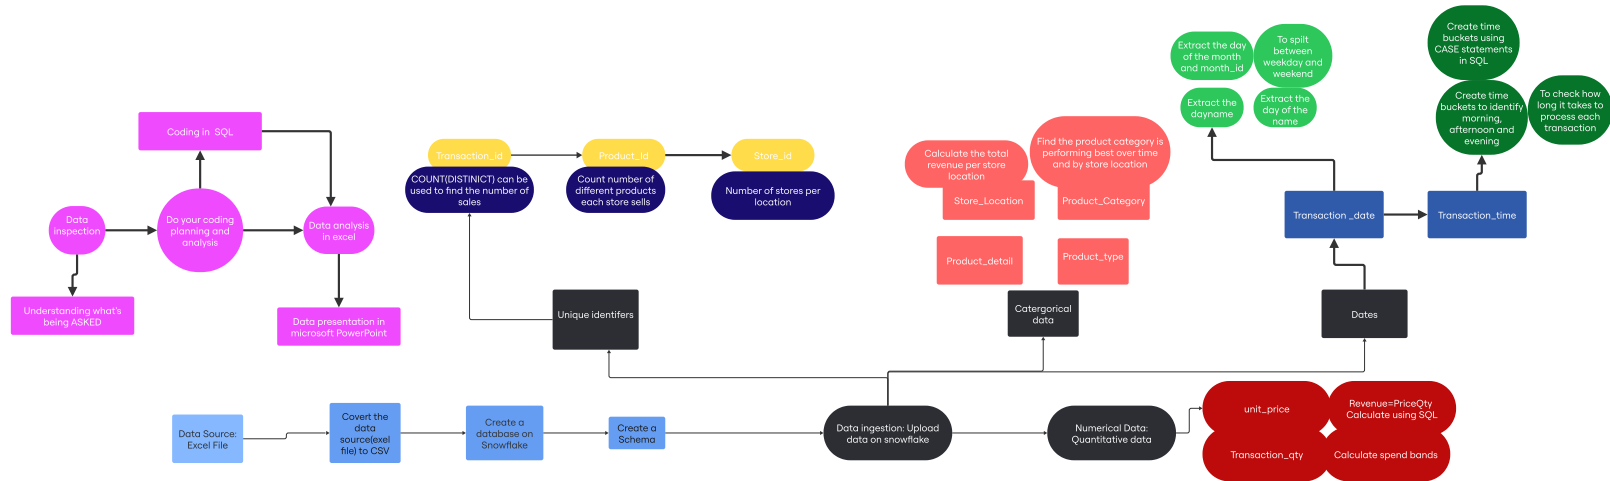 Create time
buckets using
CASE statements
in SQL
Extract the day
of the month
and month_id
To spilt
between
weekday and
weekend
Extract the
dayname
Extract the
day of the
name
Create time
buckets to identify
morning,
afternoon and
evening
To check how
long it takes to
process each
transaction
Coding in SQL
Transaction_id
Product_id
Store_id
COUNT(DISTINICT) can be
used to find the number of
sales
Count number of
different products
each store sells
Number of stores per
location
Calculate the total
revenue per store
location
Find the product category is
performing best over time
and by store location
Store_Location
Product_Category
Product_detail
Product_type
Transaction _date
Transaction_time
Data
inspection
Do your coding
planning and
analysis
Data analysis
in excel
Understanding what's
being ASKED
Data presentation in
microsoft PowerPoint
Unique identifers
Catergorical
data
Dates
Data Source:
Excel File
Covert the
data
source(exel
file) to CSV
Create a
database on
Snowflake
Create a
Schema
Data ingestion: Upload
data on snowflake
Numerical Data:
Quantitative data
unit_price
Revenue=PriceQty
Calculate using SQL
Transaction_qty
Calculate spend bands